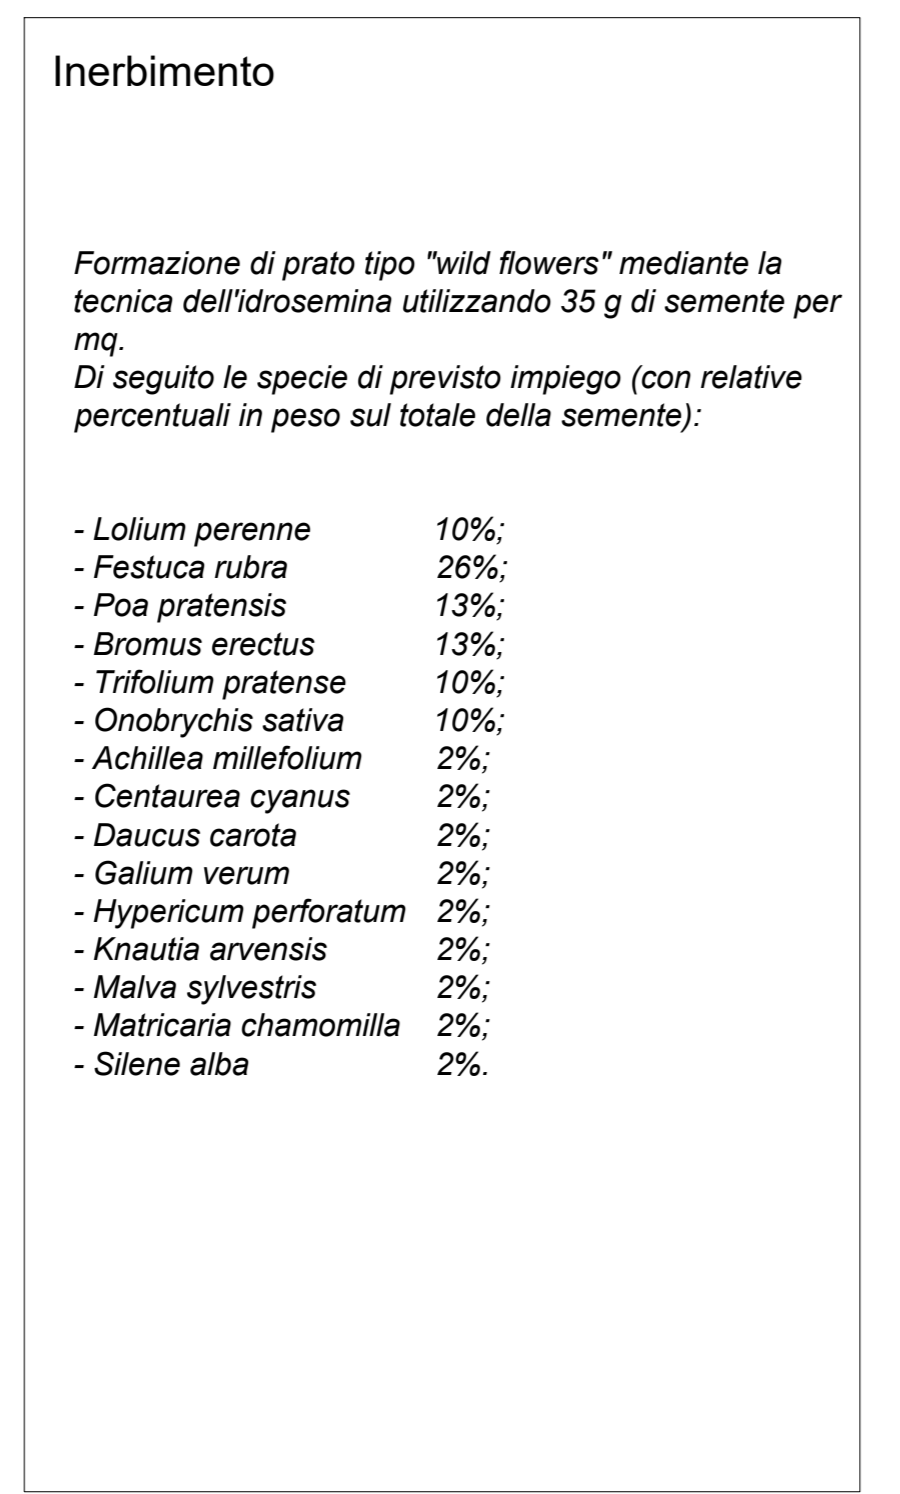 Inerbimento
Formazione di prato tipo "wild flowers" mediante la
tecnica dell'idrosemina utilizzando 35 g di semente per
mq.
Di seguito le specie di previsto impiego (con relative
percentuali in peso sul totale della semente):
- Lolium perenne 10%;
- Festuca rubra 26%;
- Poa pratensis 13%;
- Bromus erectus 13%;
- Trifolium pratense 10%;
- Onobrychis sativa 10%;
- Achillea millefolium 2%;
- Centaurea cyanus 2%;
- Daucus carota 2%;
- Galium verum 2%;
- Hypericum perforatum 2%;
- Knautia arvensis 2%;
- Malva sylvestris 2%;
- Matricaria chamomilla 2%;
- Silene alba 2%.